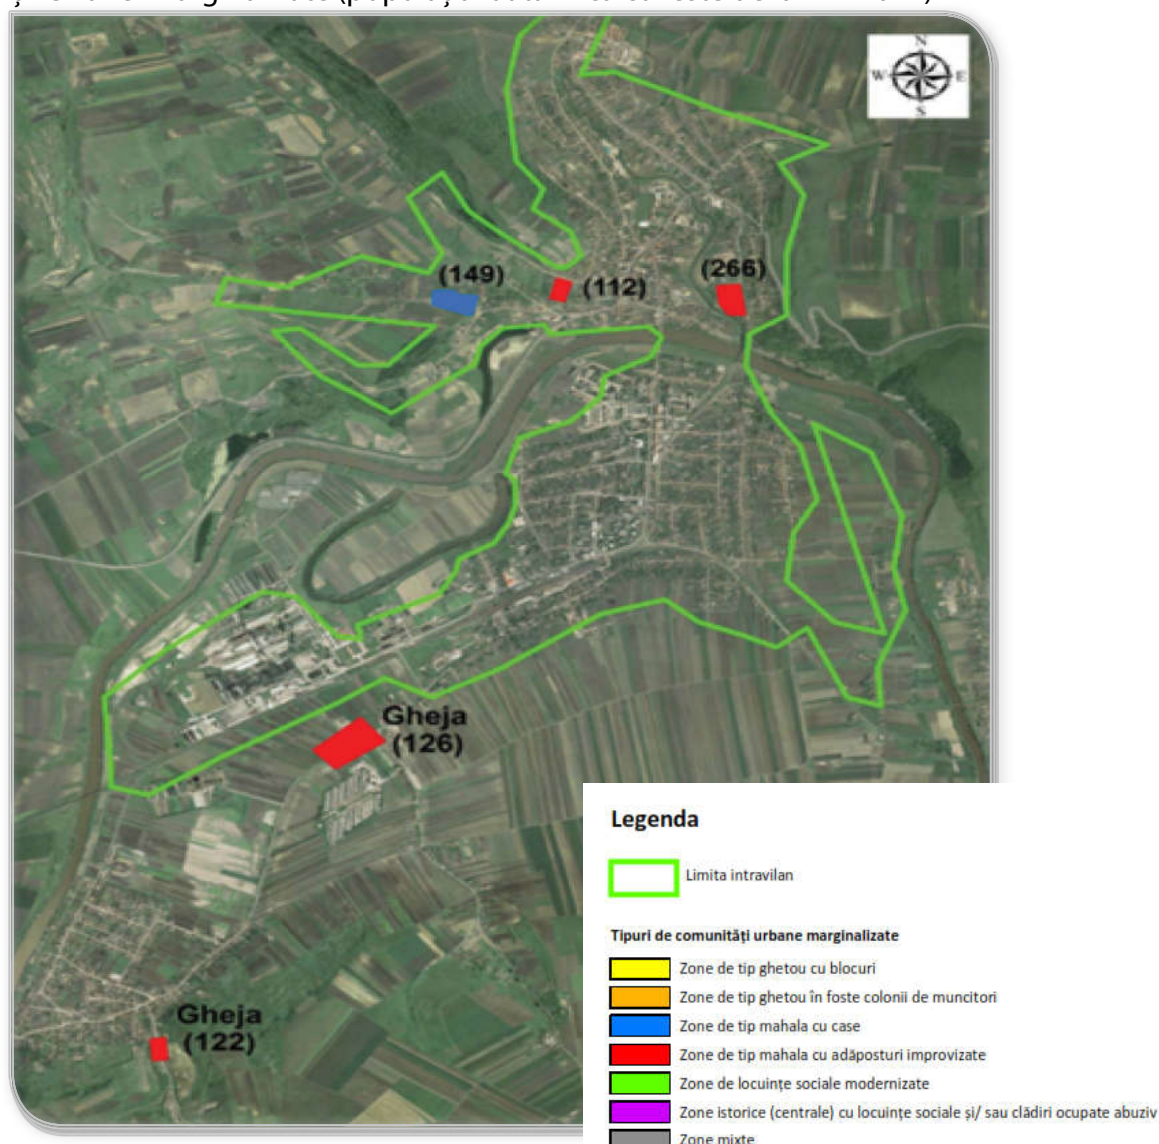 N
W E
S
(149)
(112)
(266)
Gheja
(126)
Gheja
(122)
Legenda
Limita intravilan
Tipuri de comunități urbane marginalizate
Zone de tip ghetou cu blocuri
Zone de tip ghetou în foste colonii de muncitori
Zone de tip mahala cu case
Zone de tip mahala cu adăposturi improvizate
Zone de locuințe sociale modernizate
Zone istorice (centrale) cu locuințe sociale și/ sau clădiri ocupate abuziv
Zone mixte